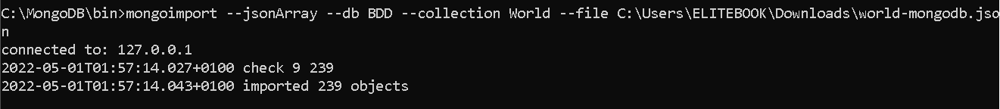 C:\MongoDB\bin>mongoimport --jsonArray --db BDD --collection World --file C:\Users\ELITEBOOK\Downloads\world-mongodb.jso
n
connected to: 127.0.0.1
2022-05-01T01:57:14.027+0100 check 9 239
2022-05-01T01:57:14.043+0100 imported 239 objects